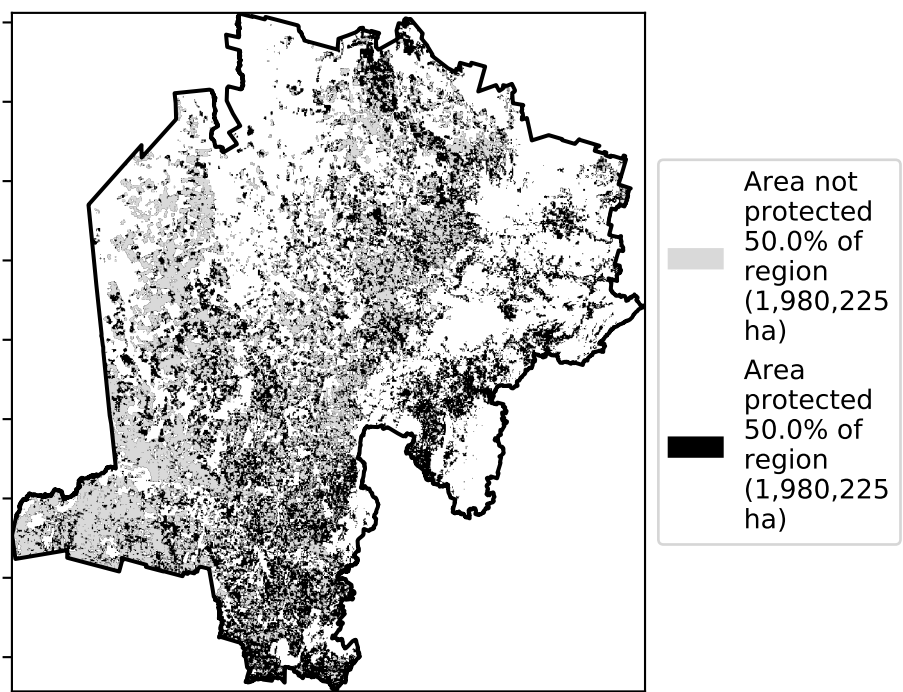 Area not
protected
50.0% of
region
(1,980,225
ha)
Area
protected
50.0% of
region
(1,980,225
ha)